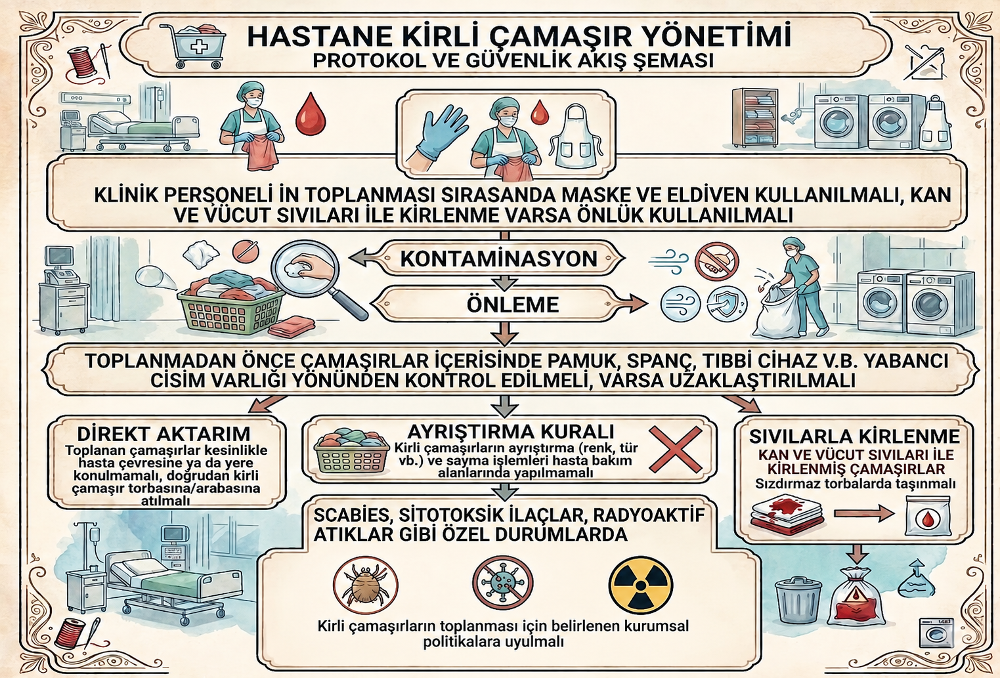 HASTANE KİRLİ ÇAMAŞIR YÖNETİMİ
PROTOKOL VE GÜVENLİK AKIŞ ŞEMASI
KLİNİK PERSONELİ İN TOPLANMASI SIRASANDA MASKE VE ELDİVEN KULLANILMALI, KAN
VE VÜCUT SIVILARI İLE KİRLENME VARSA ÖNLÜK KULLANILMALI
KONTAMİNASYON
ÖNLEME
TOPLANMADAN ÖNCE ÇAMAŞIRLAR İÇERİSİNDE PAMUK, SPANÇ, TIBBİ CİHAZ V.B. YABANCI
CİSİM VARLIĞI YÖNÜNDEN KONTROL EDİLMELİ, VARSA UZAKLAŞTIRILMALI
DİREKT AKTARIM
Toplanan çamaşırlar kesinlikle
hasta çevresine ya da yere
konulmamalı, doğrudan kirli
çamaşır torbasına/arabasına
atılmalı
AYRIŞTIRMA KURALI
Kirli çamaşırların ayrıştırma (renk, tür
vb.) ve sayma işlemleri hasta bakım
alanlarında yapılmamalı
SIVILARLA KİRLENME
KAN VE VÜCUT SIVILARI İLE
KİRLENMİŞ ÇAMAŞIRLAR
Sızdırmaz torbalarda taşınmalı
SCABİES, SİTOTOKSİK İLAÇLAR, RADYOAKTİF
ATIKLAR GİBİ ÖZEL DURUMLARDA
Kirli çamaşırların toplanması için belirlenen kurumsal
politikalara uyulmalı